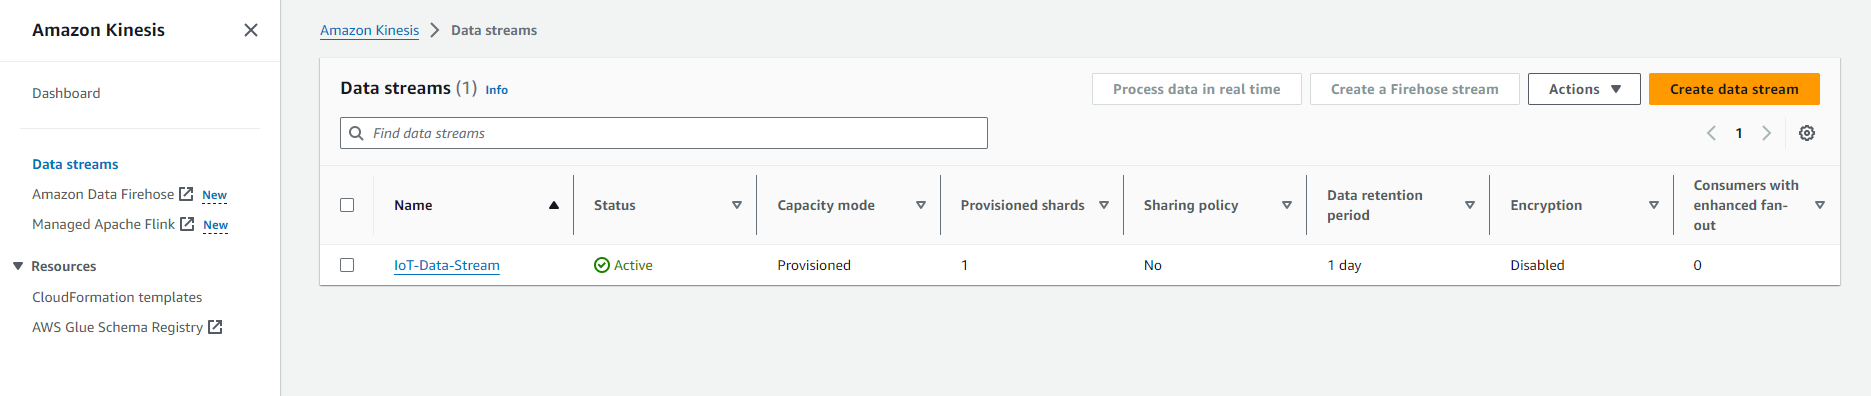 Amazon Kinesis
Dashboard
Data streams
Amazon Data Firehose New
Managed Apache Flink New
Resources
CloudFormation templates
AWS Glue Schema Registry
Amazon Kinesis Data streams
Data streams (1) Info
Process data in real time Create a Firehose stream Actions Create data stream
Find data streams
1
Name Status Capacity mode Provisioned shards Sharing policy Data retention period Encryption Consumers with enhanced fan-out
IoT-Data-Stream Active Provisioned 1 No 1 day Disabled 0